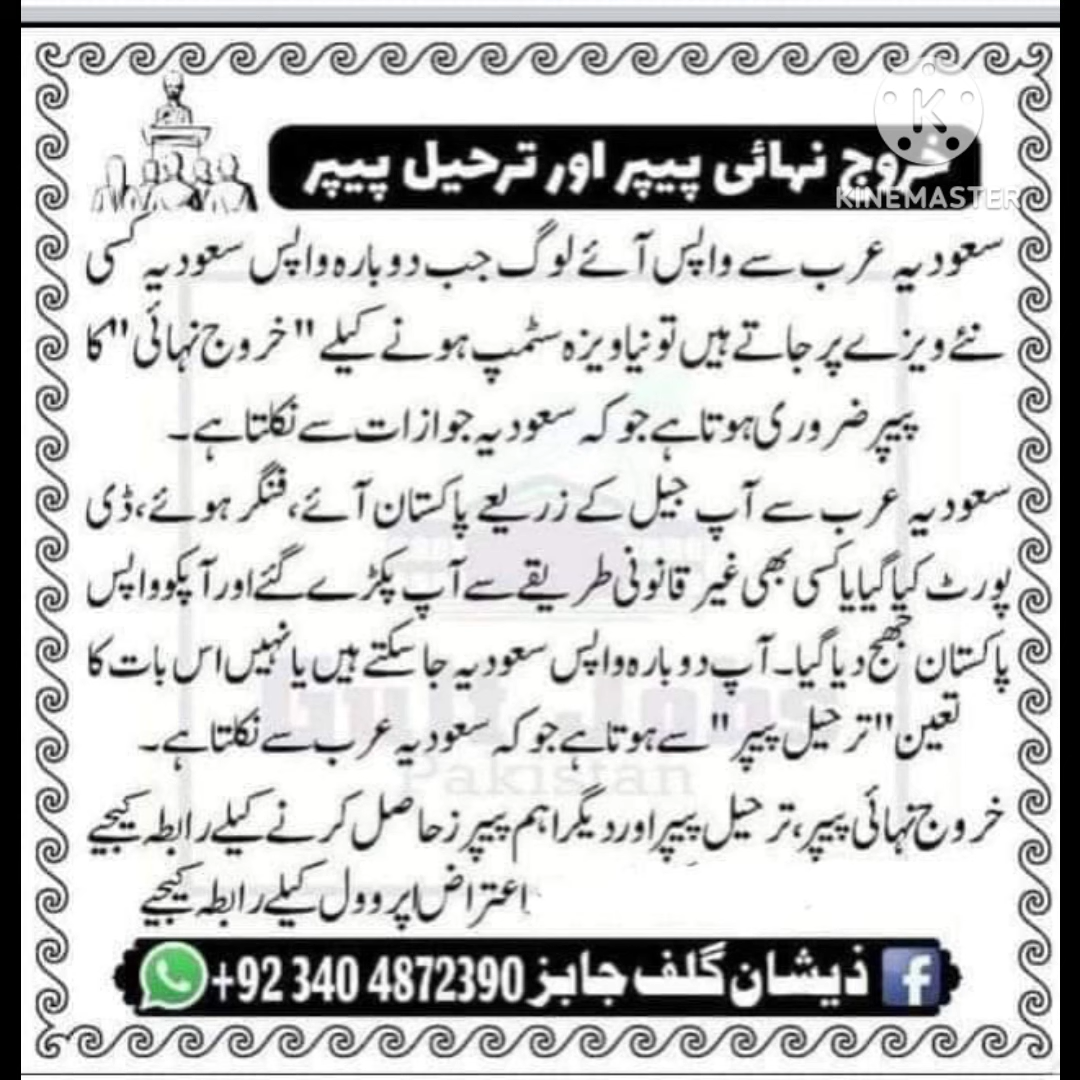 خروج نہائی پیپر اور ترحیل پیپر
KINEMASTER
سعودیہ عرب سے واپس آئے لوگ جب دوبارہ واپس سعودیہ کسی
نئے ویزے پر جاتے ہیں تو نیا ویزہ سٹمپ ہونے کیلے "خروج نہائی" کا
پیپر ضروری ہوتا ہے جو کہ سعودیہ جوازات سے نکلتا ہے۔
سعودیہ عرب سے آپ جیل کے زریعے پاکستان آئے، فنگر ہوئے، ڈی
پورٹ کیا گیا یا کسی بھی غیر قانونی طریقے سے آپ پکڑے گئے اور آپکو واپس
پاکستان بھیج دیا گیا۔ آپ دوبارہ واپس سعودیہ جا سکتے ہیں یا نہیں اس بات کا
تعین "ترحیل پیپر" سے ہوتا ہے جو کہ سعودیہ عرب سے نکلتا ہے۔
Gulf Jobs
Pakistan
خروج نہائی پیپر، ترحیل پیپر اور دیگر اہم پیپرز حاصل کرنے کیلے رابطہ کیجیے
اعتراض اپروول کیلے رابطہ کیجیے
ذیشان گلف جابز +92 340 4872390